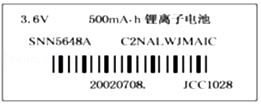 3.6V 500mA·h 锂离子电池
SNN5648A C2NALWJMAIC
20020708. JCC1028